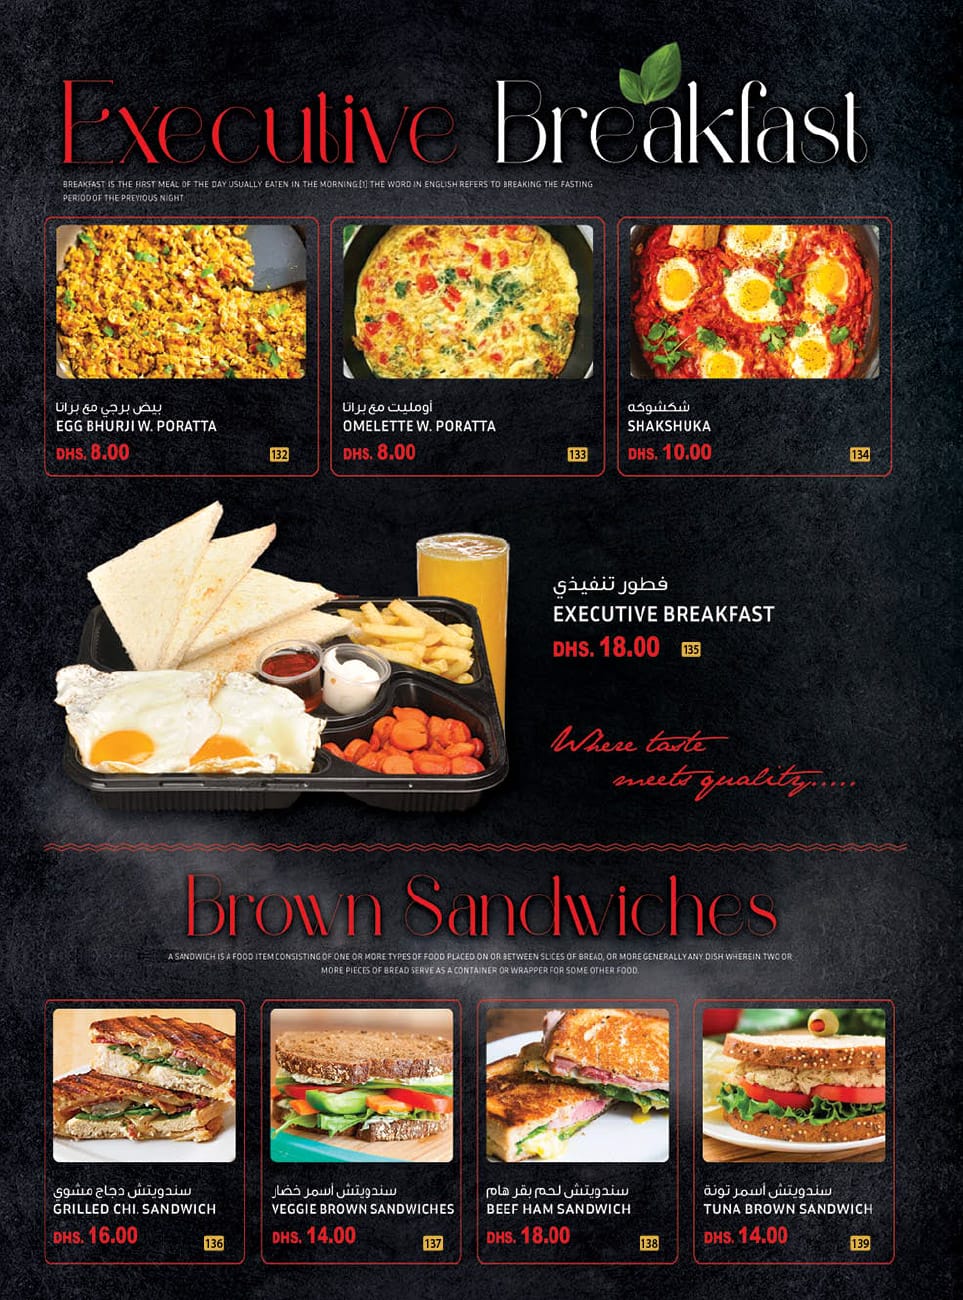 Executive Breakfast
BREAKFAST IS THE FIRST MEAL OF THE DAY USUALLY EATEN IN THE MORNING.[1] THE WORD IN ENGLISH REFERS TO BREAKING THE FASTING
PERIOD OF THE PREVIOUS NIGHT
بيض برجي مع براتا
EGG BHURJI W. PORATTA
DHS. 8.00
132
أومليت مع براتا
OMELETTE W. PORATTA
DHS. 8.00
133
شكشوكه
SHAKSHUKA
DHS. 10.00
134
فطور تنفيذي
EXECUTIVE BREAKFAST
DHS. 18.00 135
Where taste
meets quality.....
Brown Sandwiches
A SANDWICH IS A FOOD ITEM CONSISTING OF ONE OR MORE TYPES OF FOOD PLACED ON OR BETWEEN SLICES OF BREAD, OR MORE GENERALLY ANY DISH WHEREIN TWO OR
MORE PIECES OF BREAD SERVE AS A CONTAINER OR WRAPPER FOR SOME OTHER FOOD.
سندويتش دجاج مشوي
GRILLED CHI. SANDWICH
DHS. 16.00
136
سندويتش أسمر خضار
VEGGIE BROWN SANDWICHES
DHS. 14.00
137
سندويتش لحم بقر هام
BEEF HAM SANDWICH
DHS. 18.00
138
سندويتش أسمر تونة
TUNA BROWN SANDWICH
DHS. 14.00
139